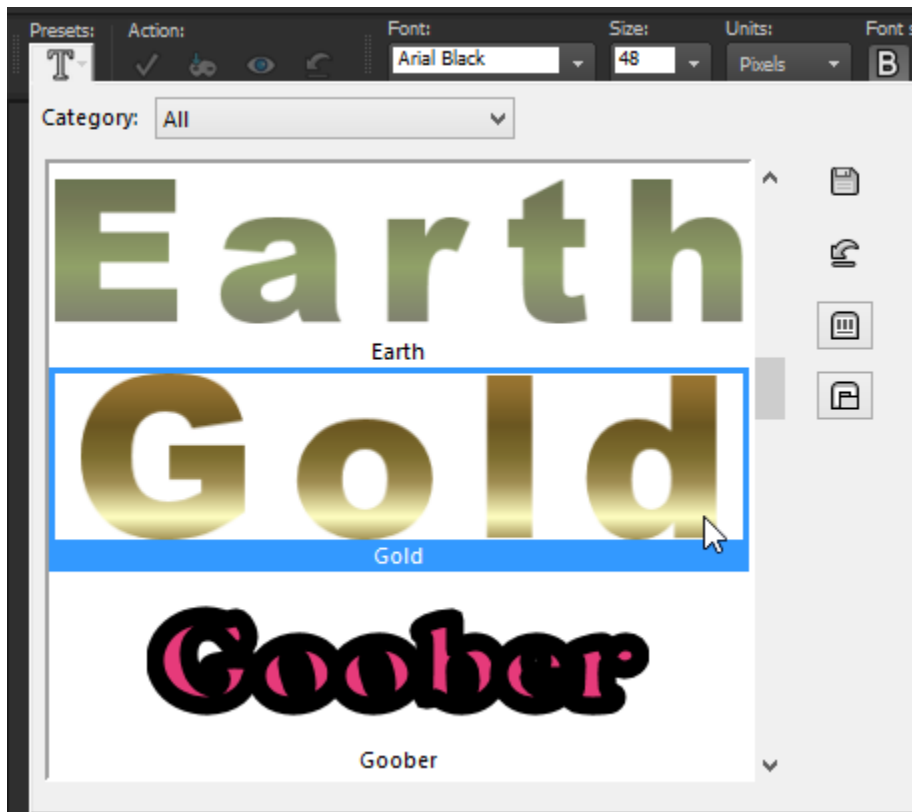 Presets: Action: Font: Size: Units: Font s
T Arial Black 48 Pixels B
Category: All
Earth
Earth
Gold
Gold
Goober
Goober